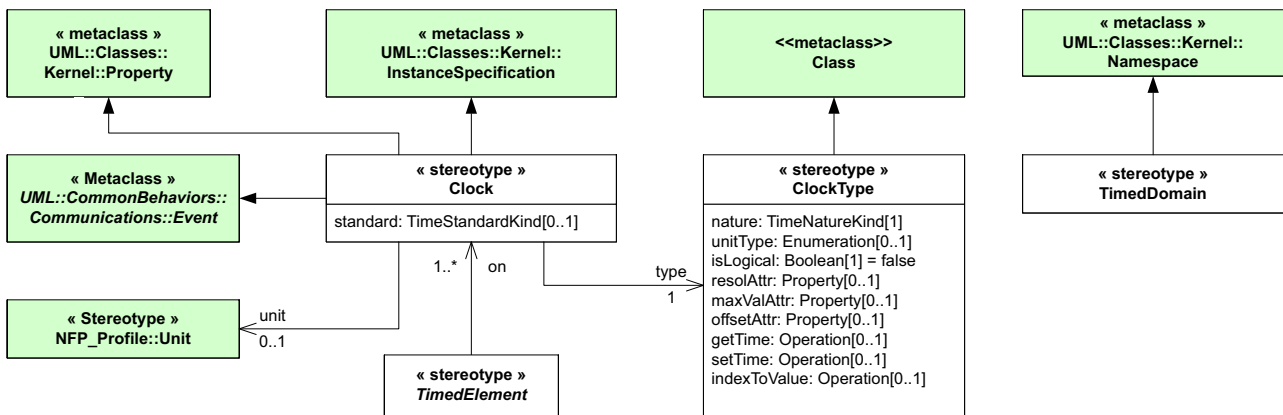 « metaclass »
UML::Classes::
Kernel::Property
« metaclass »
UML::Classes::Kernel::
InstanceSpecification
<<metaclass>>
Class
« metaclass »
UML::Classes::Kernel::
Namespace
« Metaclass »
UML::CommonBehaviors::
Communications::Event
« stereotype »
Clock
standard: TimeStandardKind[0..1]
« stereotype »
ClockType
nature: TimeNatureKind[1]
unitType: Enumeration[0..1]
isLogical: Boolean[1] = false
resolAttr: Property[0..1]
maxValAttr: Property[0..1]
offsetAttr: Property[0..1]
getTime: Operation[0..1]
setTime: Operation[0..1]
indexToValue: Operation[0..1]
« stereotype »
TimedDomain
1..*
on
type
1
« Stereotype »
NFP_Profile::Unit
unit
0..1
« stereotype »
TimedElement